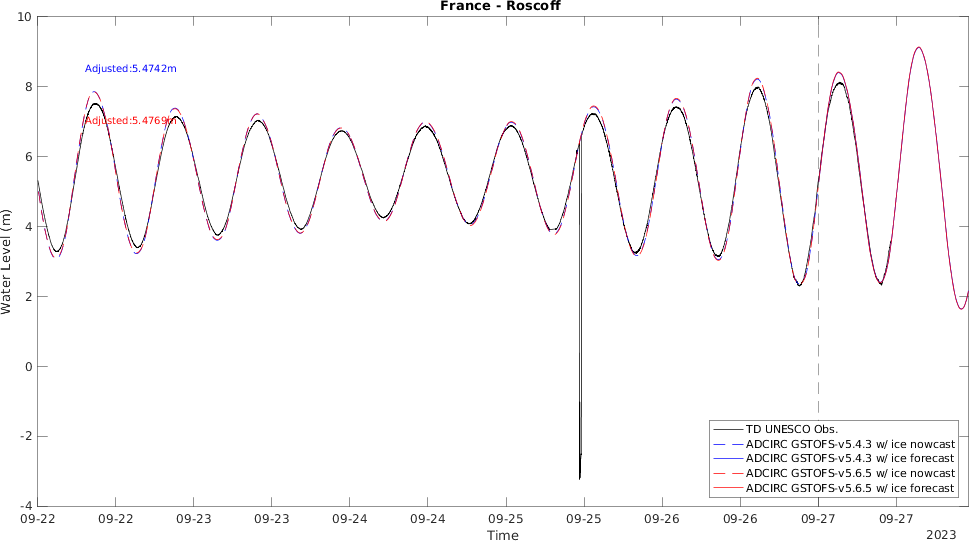 France - Roscoff
10
8
6
4
2
0
-2
-4
Water Level (m)
Adjusted:5.4742m
Adjusted:5.4769m
TD UNESCO Obs.
ADCIRC GSTOFS-v5.4.3 w/ ice nowcast
ADCIRC GSTOFS-v5.4.3 w/ ice forecast
ADCIRC GSTOFS-v5.6.5 w/ ice nowcast
ADCIRC GSTOFS-v5.6.5 w/ ice forecast
09-22 09-22 09-23 09-23 09-24 09-24 09-25 09-25 09-26 09-26 09-27 09-27
Time
2023